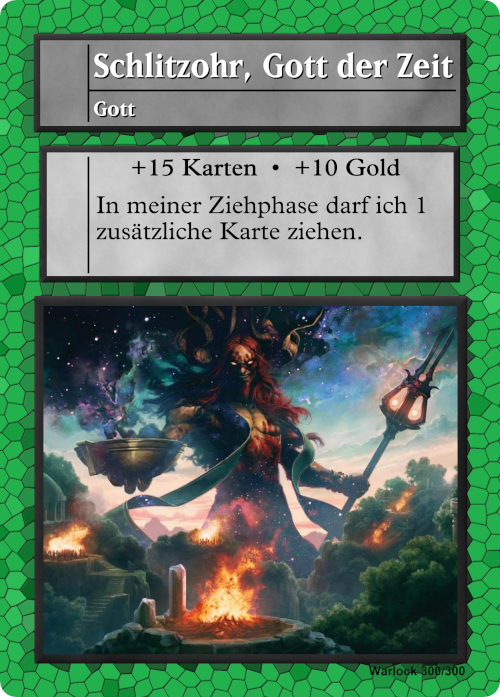 Schlitzohr, Gott der Zeit
Gott
+15 Karten • +10 Gold
In meiner Ziehphase darf ich 1
zusätzliche Karte ziehen.
Warlock 300/300